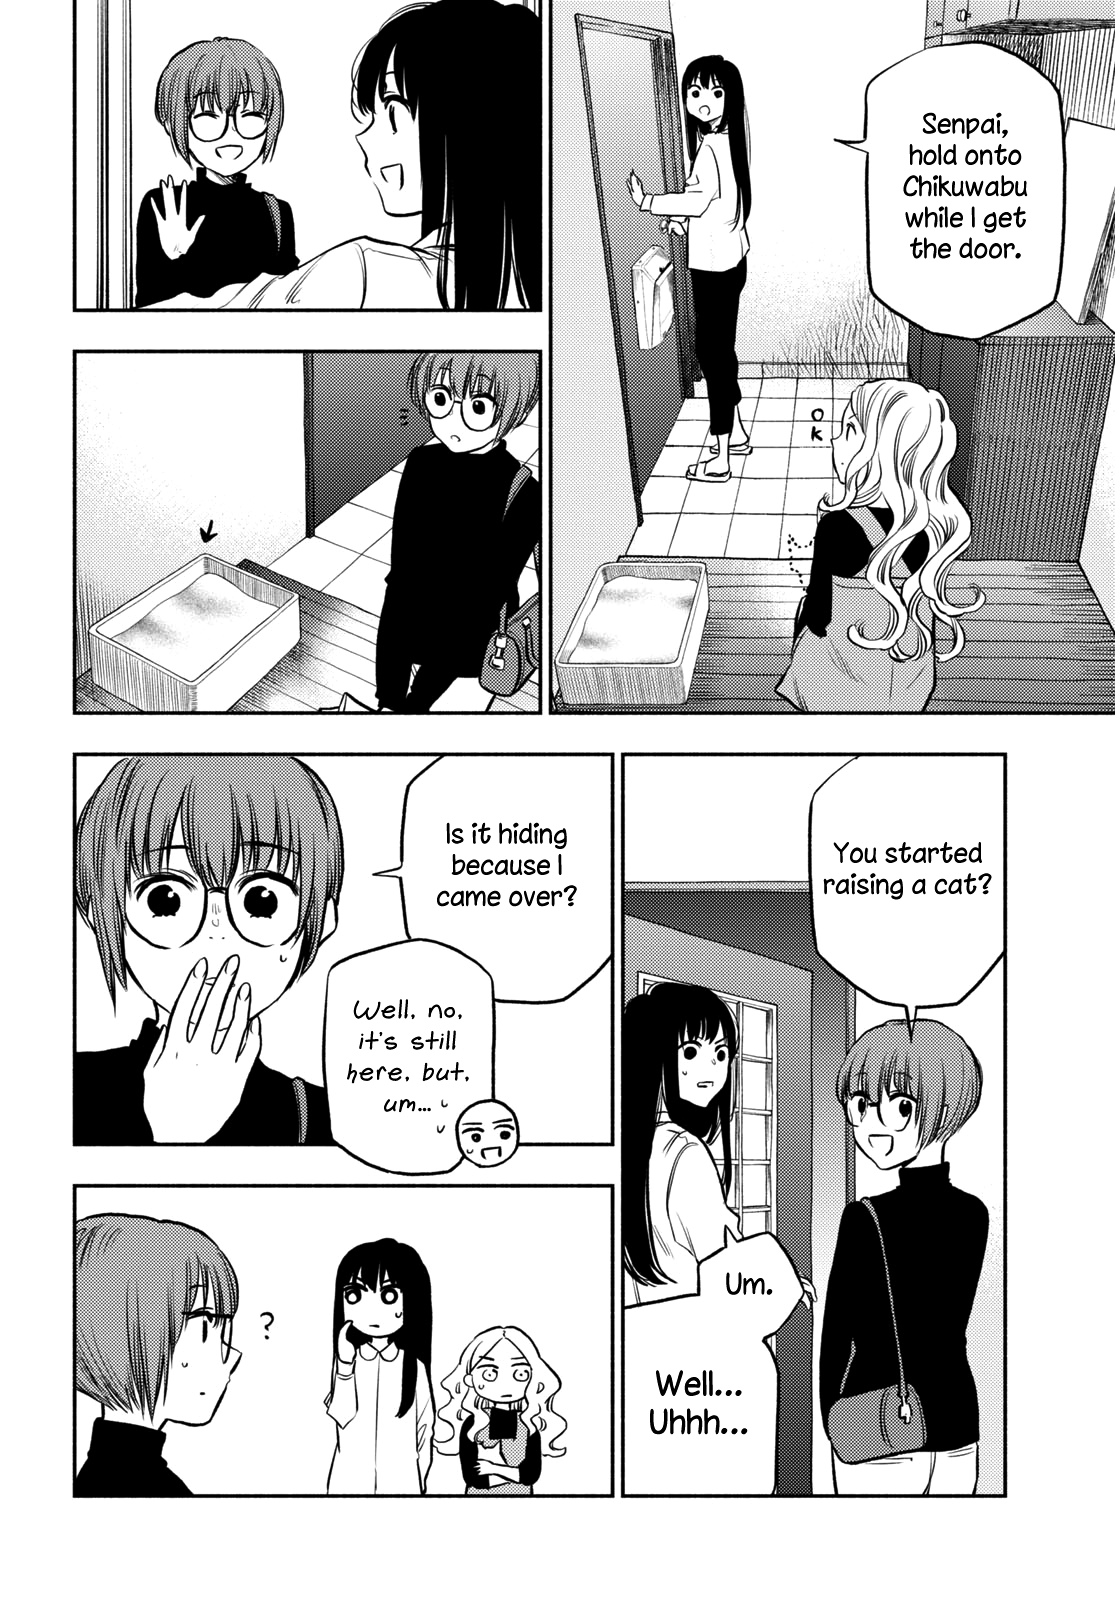 Senpai,
hold onto
Chikuwabu
while I get
the door.
OK
You started
raising a cat?
Um.
Well...
Uhhh...
Is it hiding
because I
came over?
Well, no,
it's still
here, but,
um...
?